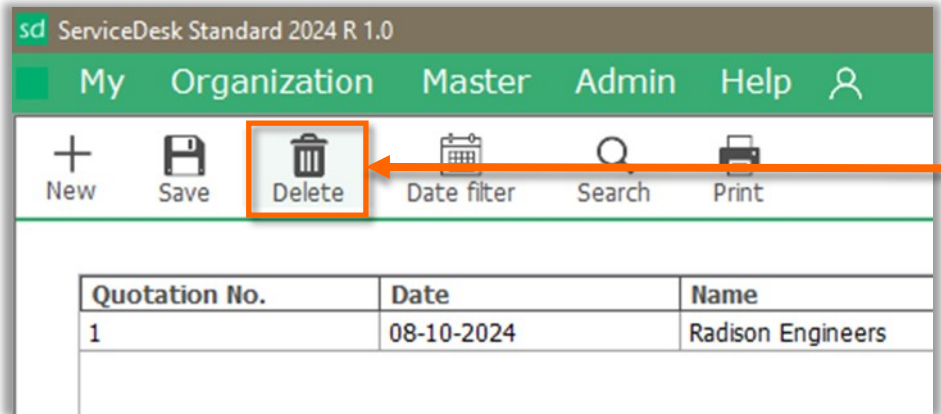 sd ServiceDesk Standard 2024 R 1.0
My Organization Master Admin Help
New Save Delete Date filter Search Print
Quotation No. Date Name
1 08-10-2024 Radison Engineers